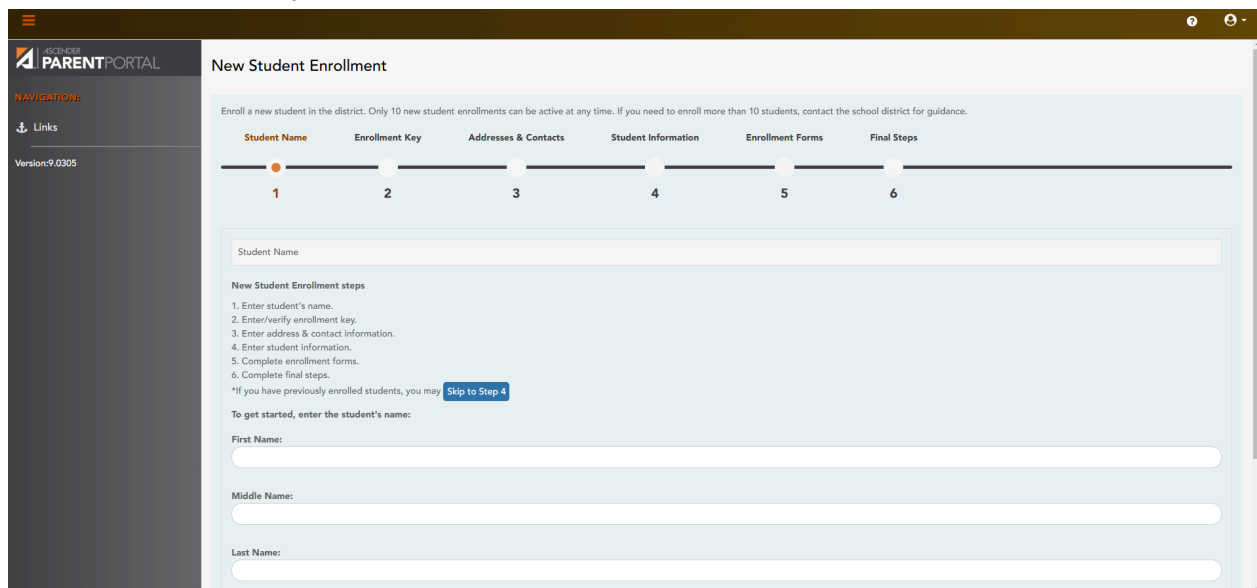 ASCENDER
PARENTPORTAL
NAVIGATION:
Links
Version:9.0305
New Student Enrollment
Enroll a new student in the district. Only 10 new student enrollments can be active at any time. If you need to enroll more than 10 students, contact the school district for guidance.
Student Name Enrollment Key Addresses & Contacts Student Information Enrollment Forms Final Steps
1 2 3 4 5 6
Student Name
New Student Enrollment steps
1. Enter student's name.
2. Enter/verify enrollment key.
3. Enter address & contact information.
4. Enter student information.
5. Complete enrollment forms.
6. Complete final steps.
*If you have previously enrolled students, you may Skip to Step 4
To get started, enter the student's name:
First Name:
Middle Name:
Last Name: